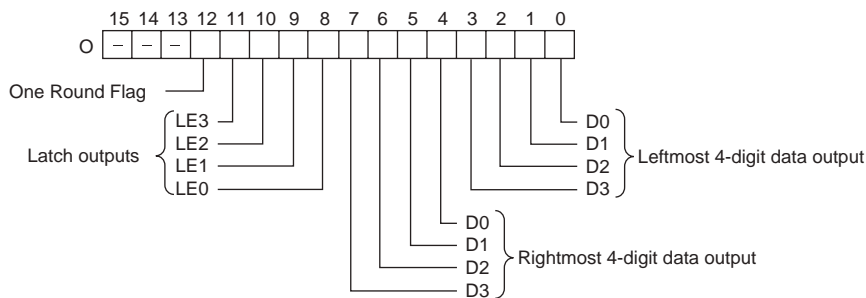 15 14 13 12 11 10 9 8 7 6 5 4 3 2 1 0
O – – –
One Round Flag
LE3
LE2
LE1
LE0
Latch outputs
D0
D1
D2
D3
Leftmost 4-digit data output
D0
D1
D2
D3
Rightmost 4-digit data output